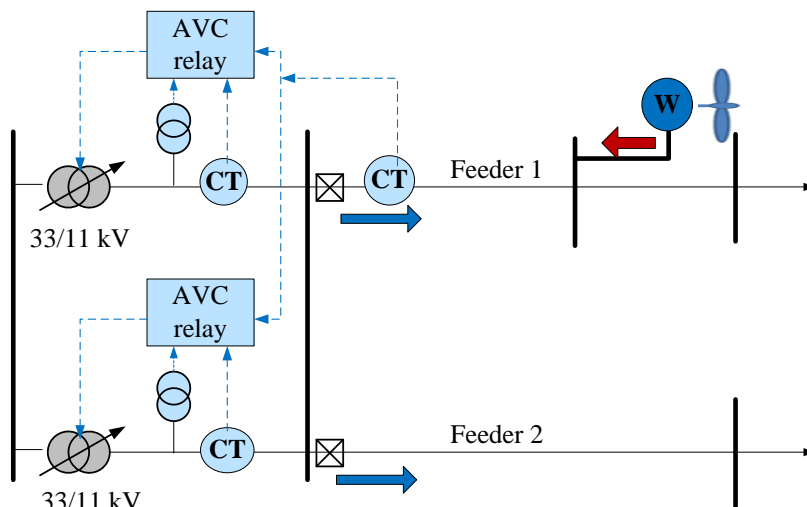 AVC
relay
W
CT
CT
Feeder 1
33/11 kV
AVC
relay
CT
Feeder 2
33/11 kV